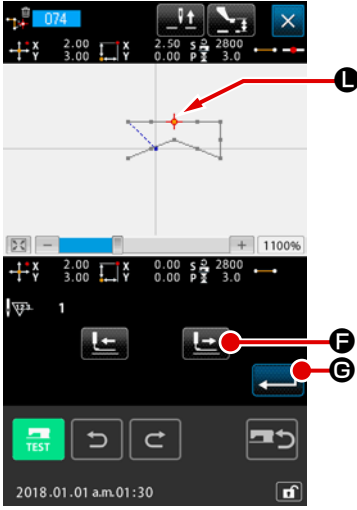 074
X 2.00 X 2.50 S 2800
Y 3.00 Y 0.00 P 3.0
L
1100%
X 2.00 X 0.00 S 2800
Y 3.00 Y 0.00 P 3.0
123 1
F
G
TEST
2018.01.01 a.m.01:30